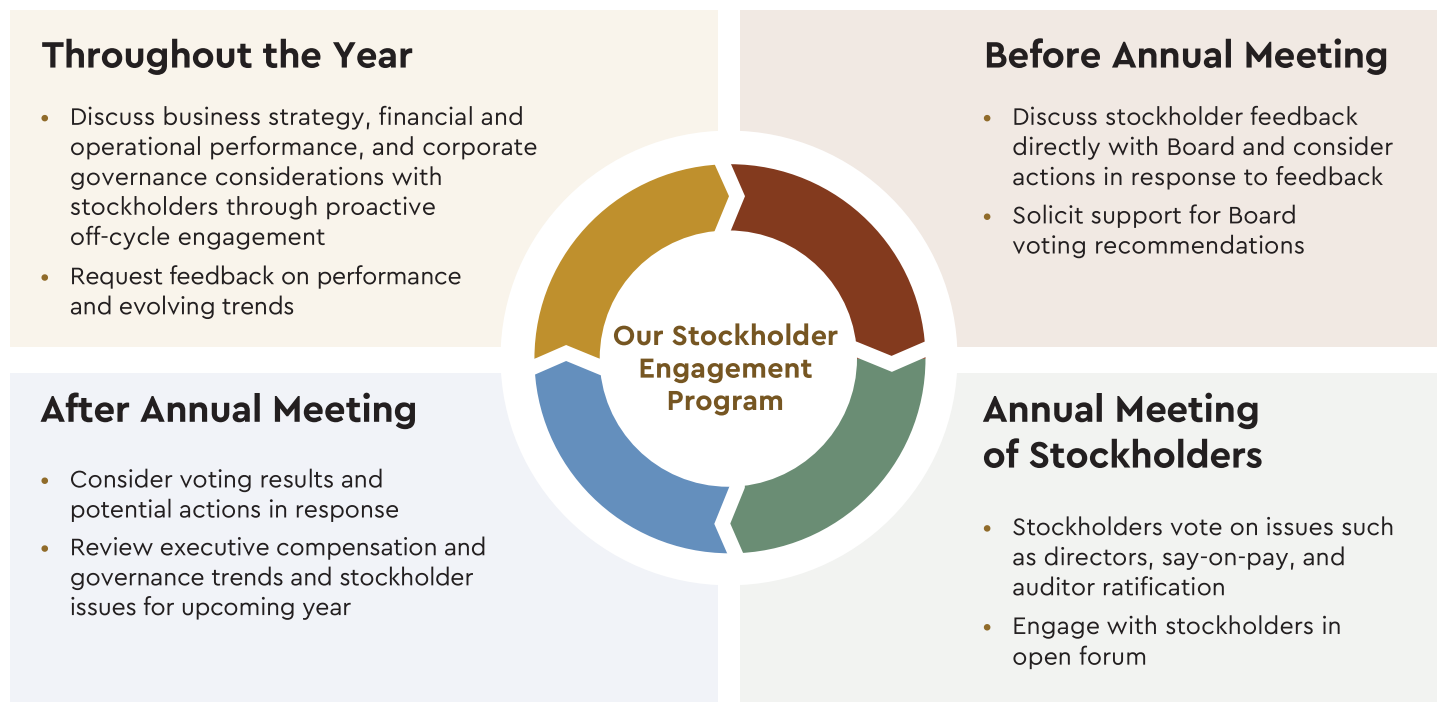 Throughout the Year
• Discuss business strategy, financial and
operational performance, and corporate
governance considerations with
stockholders through proactive
off-cycle engagement
• Request feedback on performance
and evolving trends
Before Annual Meeting
• Discuss stockholder feedback
directly with Board and consider
actions in response to feedback
• Solicit support for Board
voting recommendations
Our Stockholder
Engagement
Program
After Annual Meeting
• Consider voting results and
potential actions in response
• Review executive compensation and
governance trends and stockholder
issues for upcoming year
Annual Meeting
of Stockholders
• Stockholders vote on issues such
as directors, say-on-pay, and
auditor ratification
• Engage with stockholders in
open forum